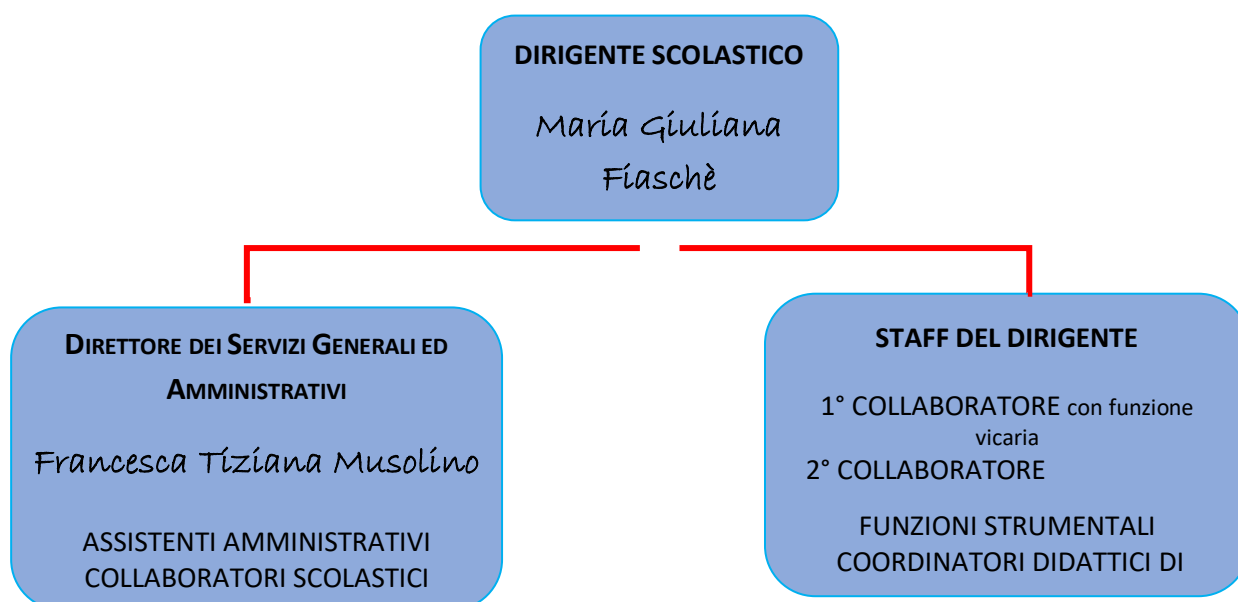 DIRIGENTE SCOLASTICO
Maria Giuliana
Fiaschè
DIRETTORE DEI SERVIZI GENERALI ED
AMMINISTRATIVI
Francesca Tiziana Musolino
ASSISTENTI AMMINISTRATIVI
COLLABORATORI SCOLASTICI
STAFF DEL DIRIGENTE
1° COLLABORATORE con funzione
vicaria
2° COLLABORATORE
FUNZIONI STRUMENTALI
COORDINATORI DIDATTICI DI